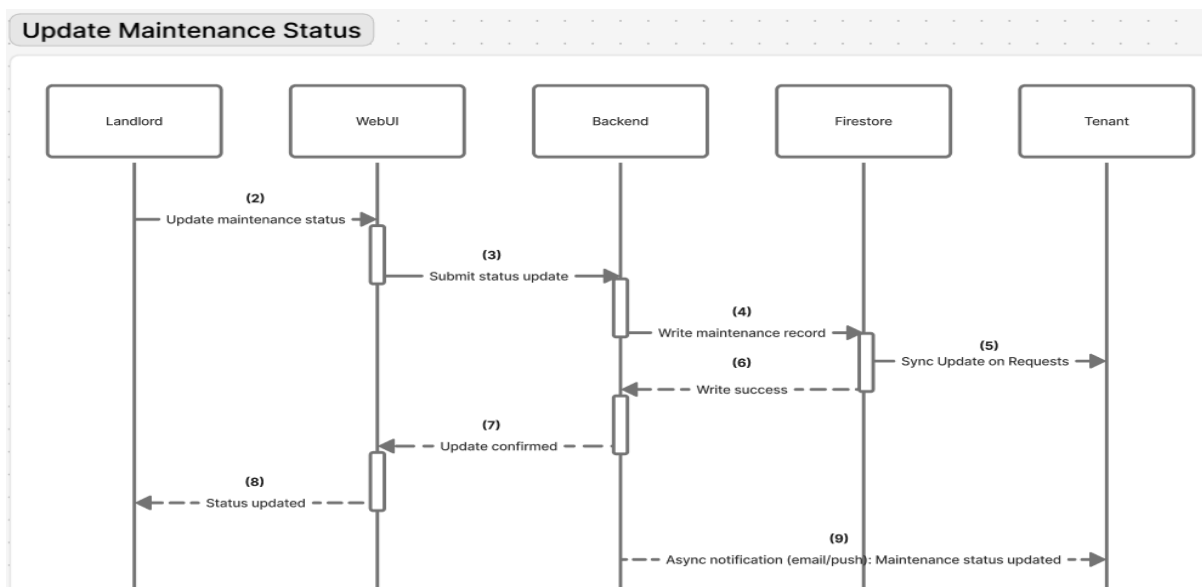 Update Maintenance Status
Landlord
WebUI
Backend
Firestore
Tenant
(2)
Update maintenance status
(3)
Submit status update
(4)
Write maintenance record
(5)
Sync Update on Requests
(6)
Write success
(7)
Update confirmed
(8)
Status updated
(9)
Async notification (email/push): Maintenance status updated